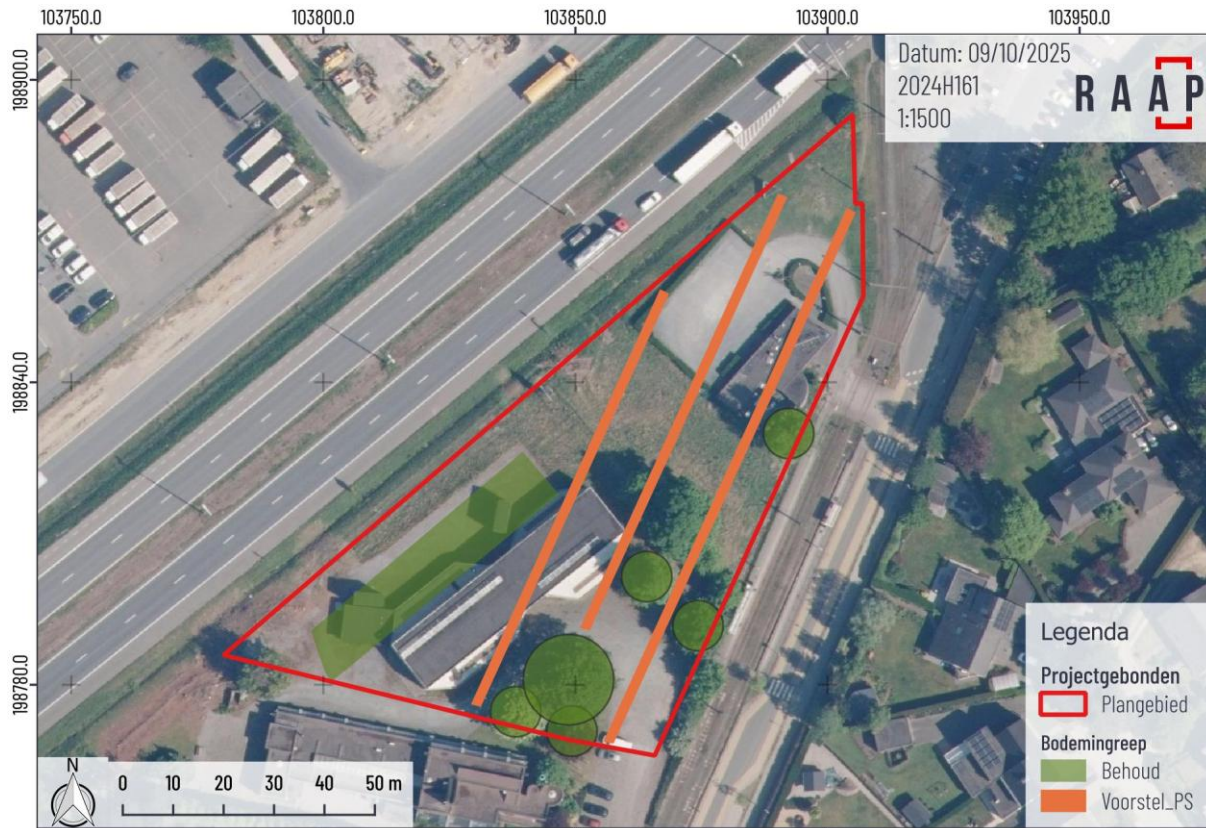 103750.0 103800.0 103850.0 103900.0 103950.0
198900.0
198840.0
198780.0
Datum: 09/10/2025
2024H161
1:1500
RAAP
N
0 10 20 30 40 50 m
Legenda
Projectgebonden
Plangebied
Bodemingreep
Behoud
Voorstel_PS